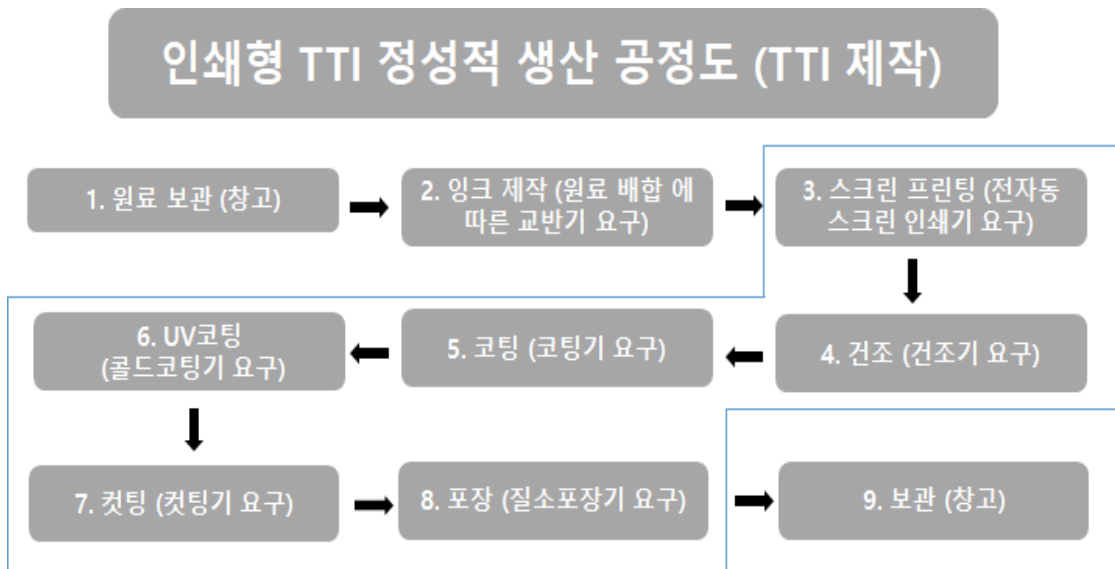 인쇄형 TTI 정성적 생산 공정도 (TTI 제작)
1. 원료 보관 (창고)
2. 잉크 제작 (원료 배합 에
따른 교반기 요구)
3. 스크린 프린팅 (전자동
스크린 인쇄기 요구)
4. 건조 (건조기 요구)
5. 코팅 (코팅기 요구)
6. UV코팅
(콜드코팅기 요구)
7. 컷팅 (컷팅기 요구)
8. 포장 (질소포장기 요구)
9. 보관 (창고)